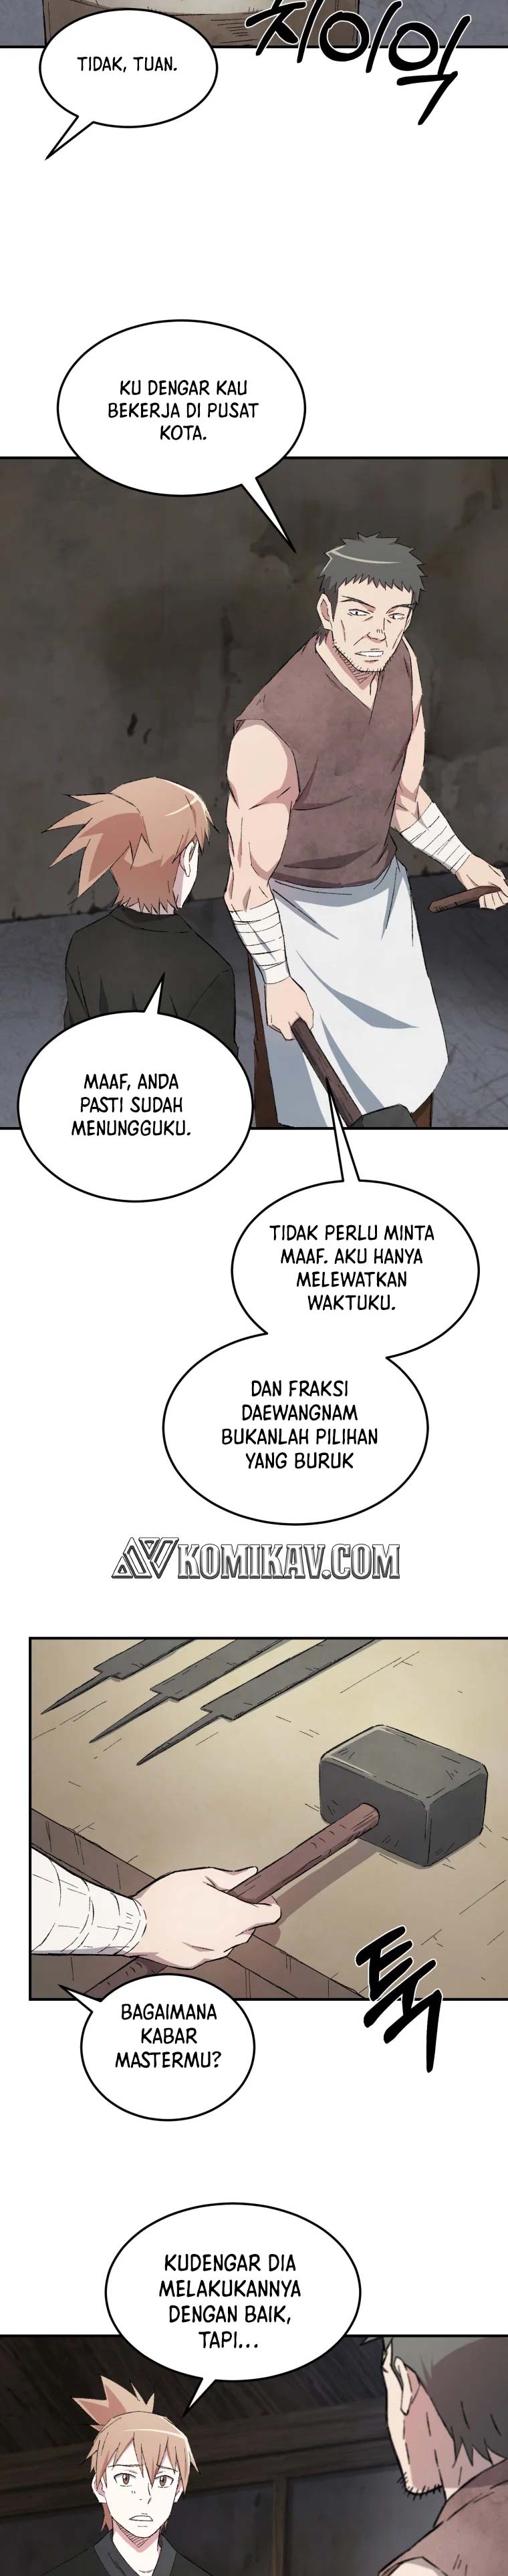 지이익
TIDAK, TUAN.
KU DENGAR KAU
BEKERJA DI PUSAT
KOTA.
MAAF, ANDA
PASTI SUDAH
MENUNGGUKU.
TIDAK PERLU MINTA
MAAF. AKU HANYA
MELEWATKAN
WAKTUKU.
DAN FRAKSI
DAEWANGNAM
BUKANLAH PILIHAN
YANG BURUK
KOMIKAV.COM
툭
BAGAIMANA
KABAR
MASTERMU?
KUDENGAR DIA
MELAKUKANNYA
DENGAN BAIK,
TAPI...